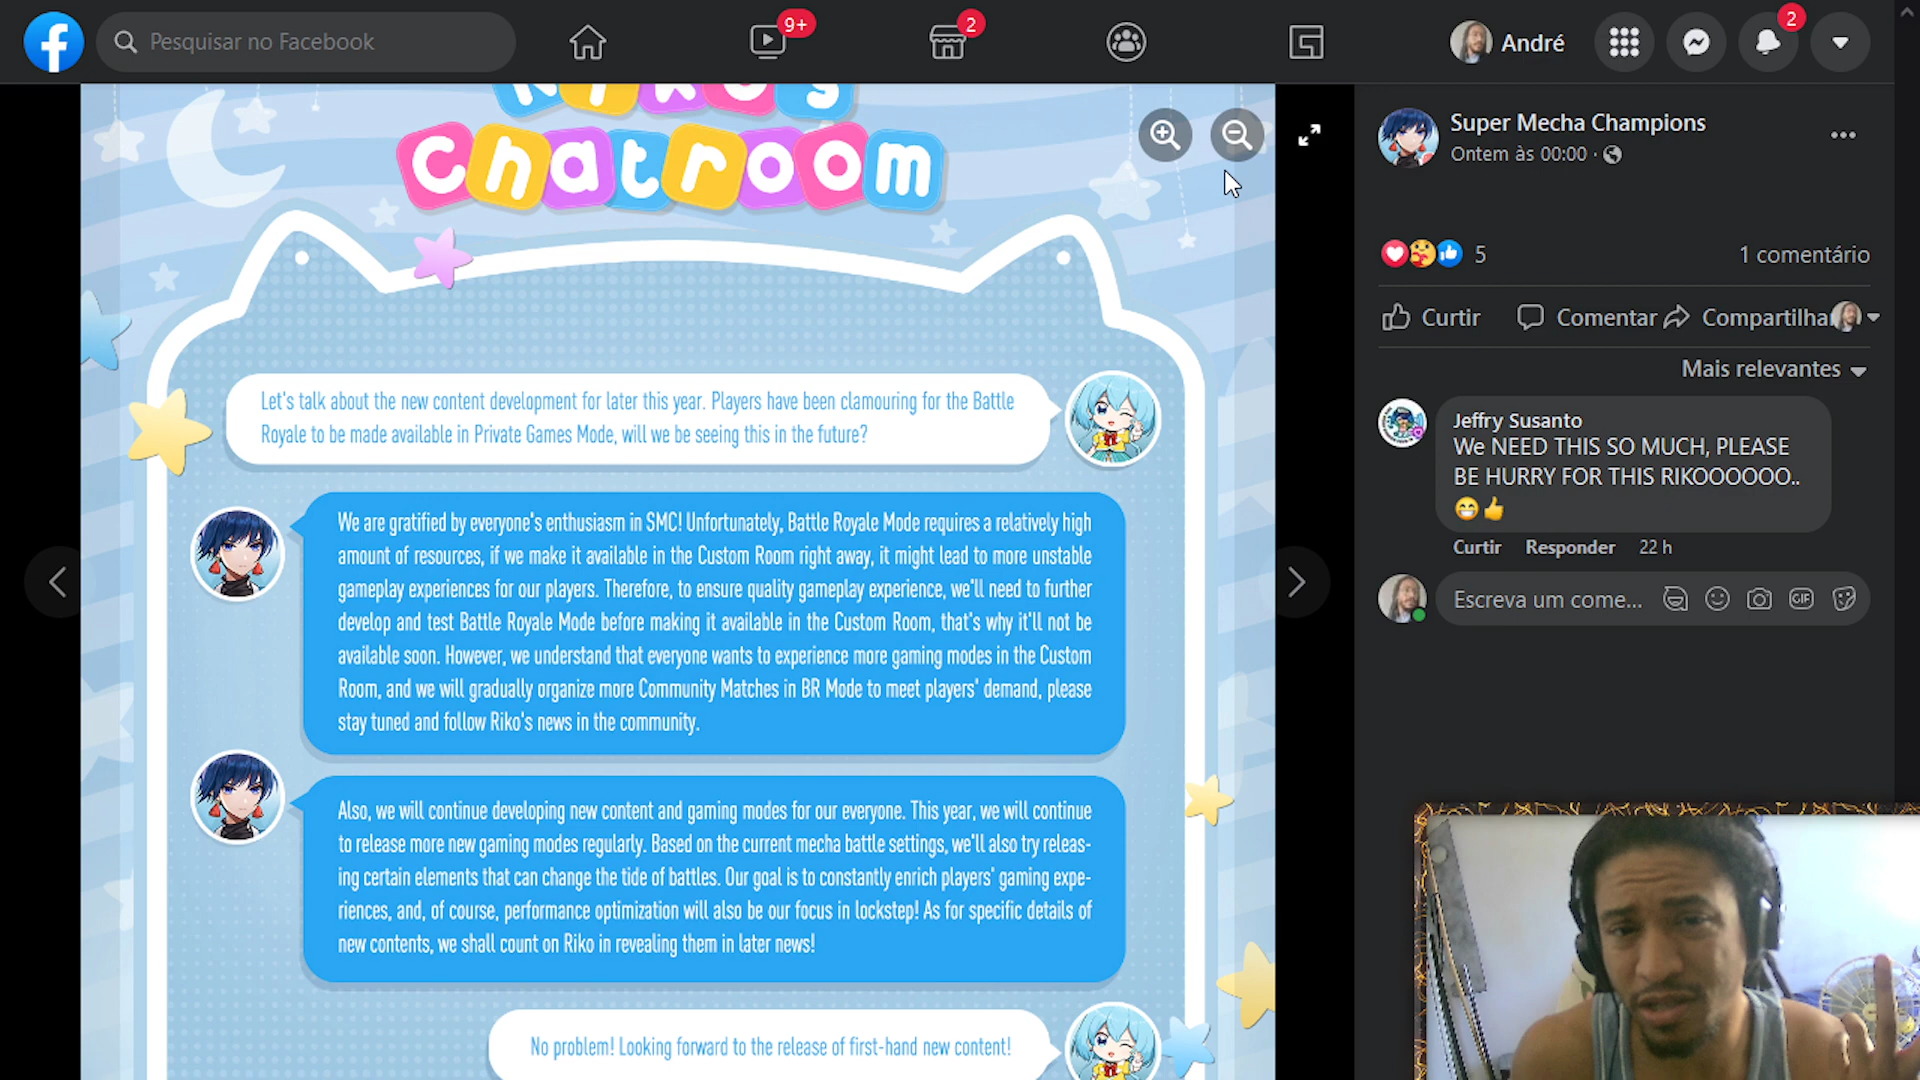 Pesquisar no Facebook
9+
2
André
2
Riko's
Chatroom
Let's talk about the new content development for later this year. Players have been clamouring for the Battle
Royale to be made available in Private Games Mode, will we be seeing this in the future?
We are gratified by everyone's enthusiasm in SMC! Unfortunately, Battle Royale Mode requires a relatively high
amount of resources, if we make it available in the Custom Room right away, it might lead to more unstable
gameplay experiences for our players. Therefore, to ensure quality gameplay experience, we'll need to further
develop and test Battle Royale Mode before making it available in the Custom Room, that's why it'll not be
available soon. However, we understand that everyone wants to experience more gaming modes in the Custom
Room, and we will gradually organize more Community Matches in BR Mode to meet players' demand, please
stay tuned and follow Riko's news in the community.
Also, we will continue developing new content and gaming modes for our everyone. This year, we will continue
to release more new gaming modes regularly. Based on the current mecha battle settings, we'll also try releas-
ing certain elements that can change the tide of battles. Our goal is to constantly enrich players' gaming expe-
riences, and, of course, performance optimization will also be our focus in lockstep! As for specific details of
new contents, we shall count on Riko in revealing them in later news!
No problem! Looking forward to the release of first-hand new content!
Super Mecha Champions
Ontem às 00:00 ·
5
1 comentário
Curtir
Comentar
Compartilha
Mais relevantes
Jeffry Susanto
We NEED THIS SO MUCH, PLEASE
BE HURRY FOR THIS RIKOOOOOO..
Curtir Responder 22 h
Escreva um come...
GIF